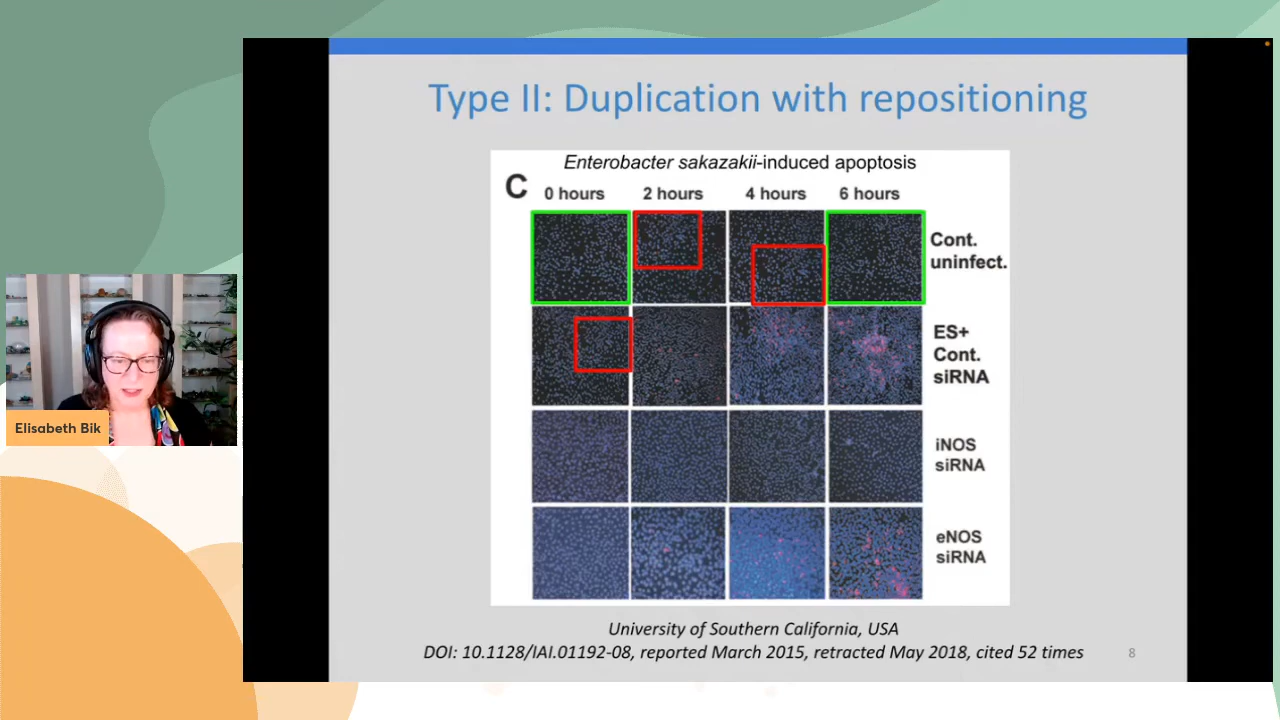 Type II: Duplication with repositioning
Enterobacter sakazakii-induced apoptosis
C
0 hours 2 hours 4 hours 6 hours
Cont.
uninfect.
ES+
Cont.
siRNA
iNOS
siRNA
eNOS
siRNA
University of Southern California, USA
DOI: 10.1128/IAI.01192-08, reported March 2015, retracted May 2018, cited 52 times
8
Elisabeth Bik